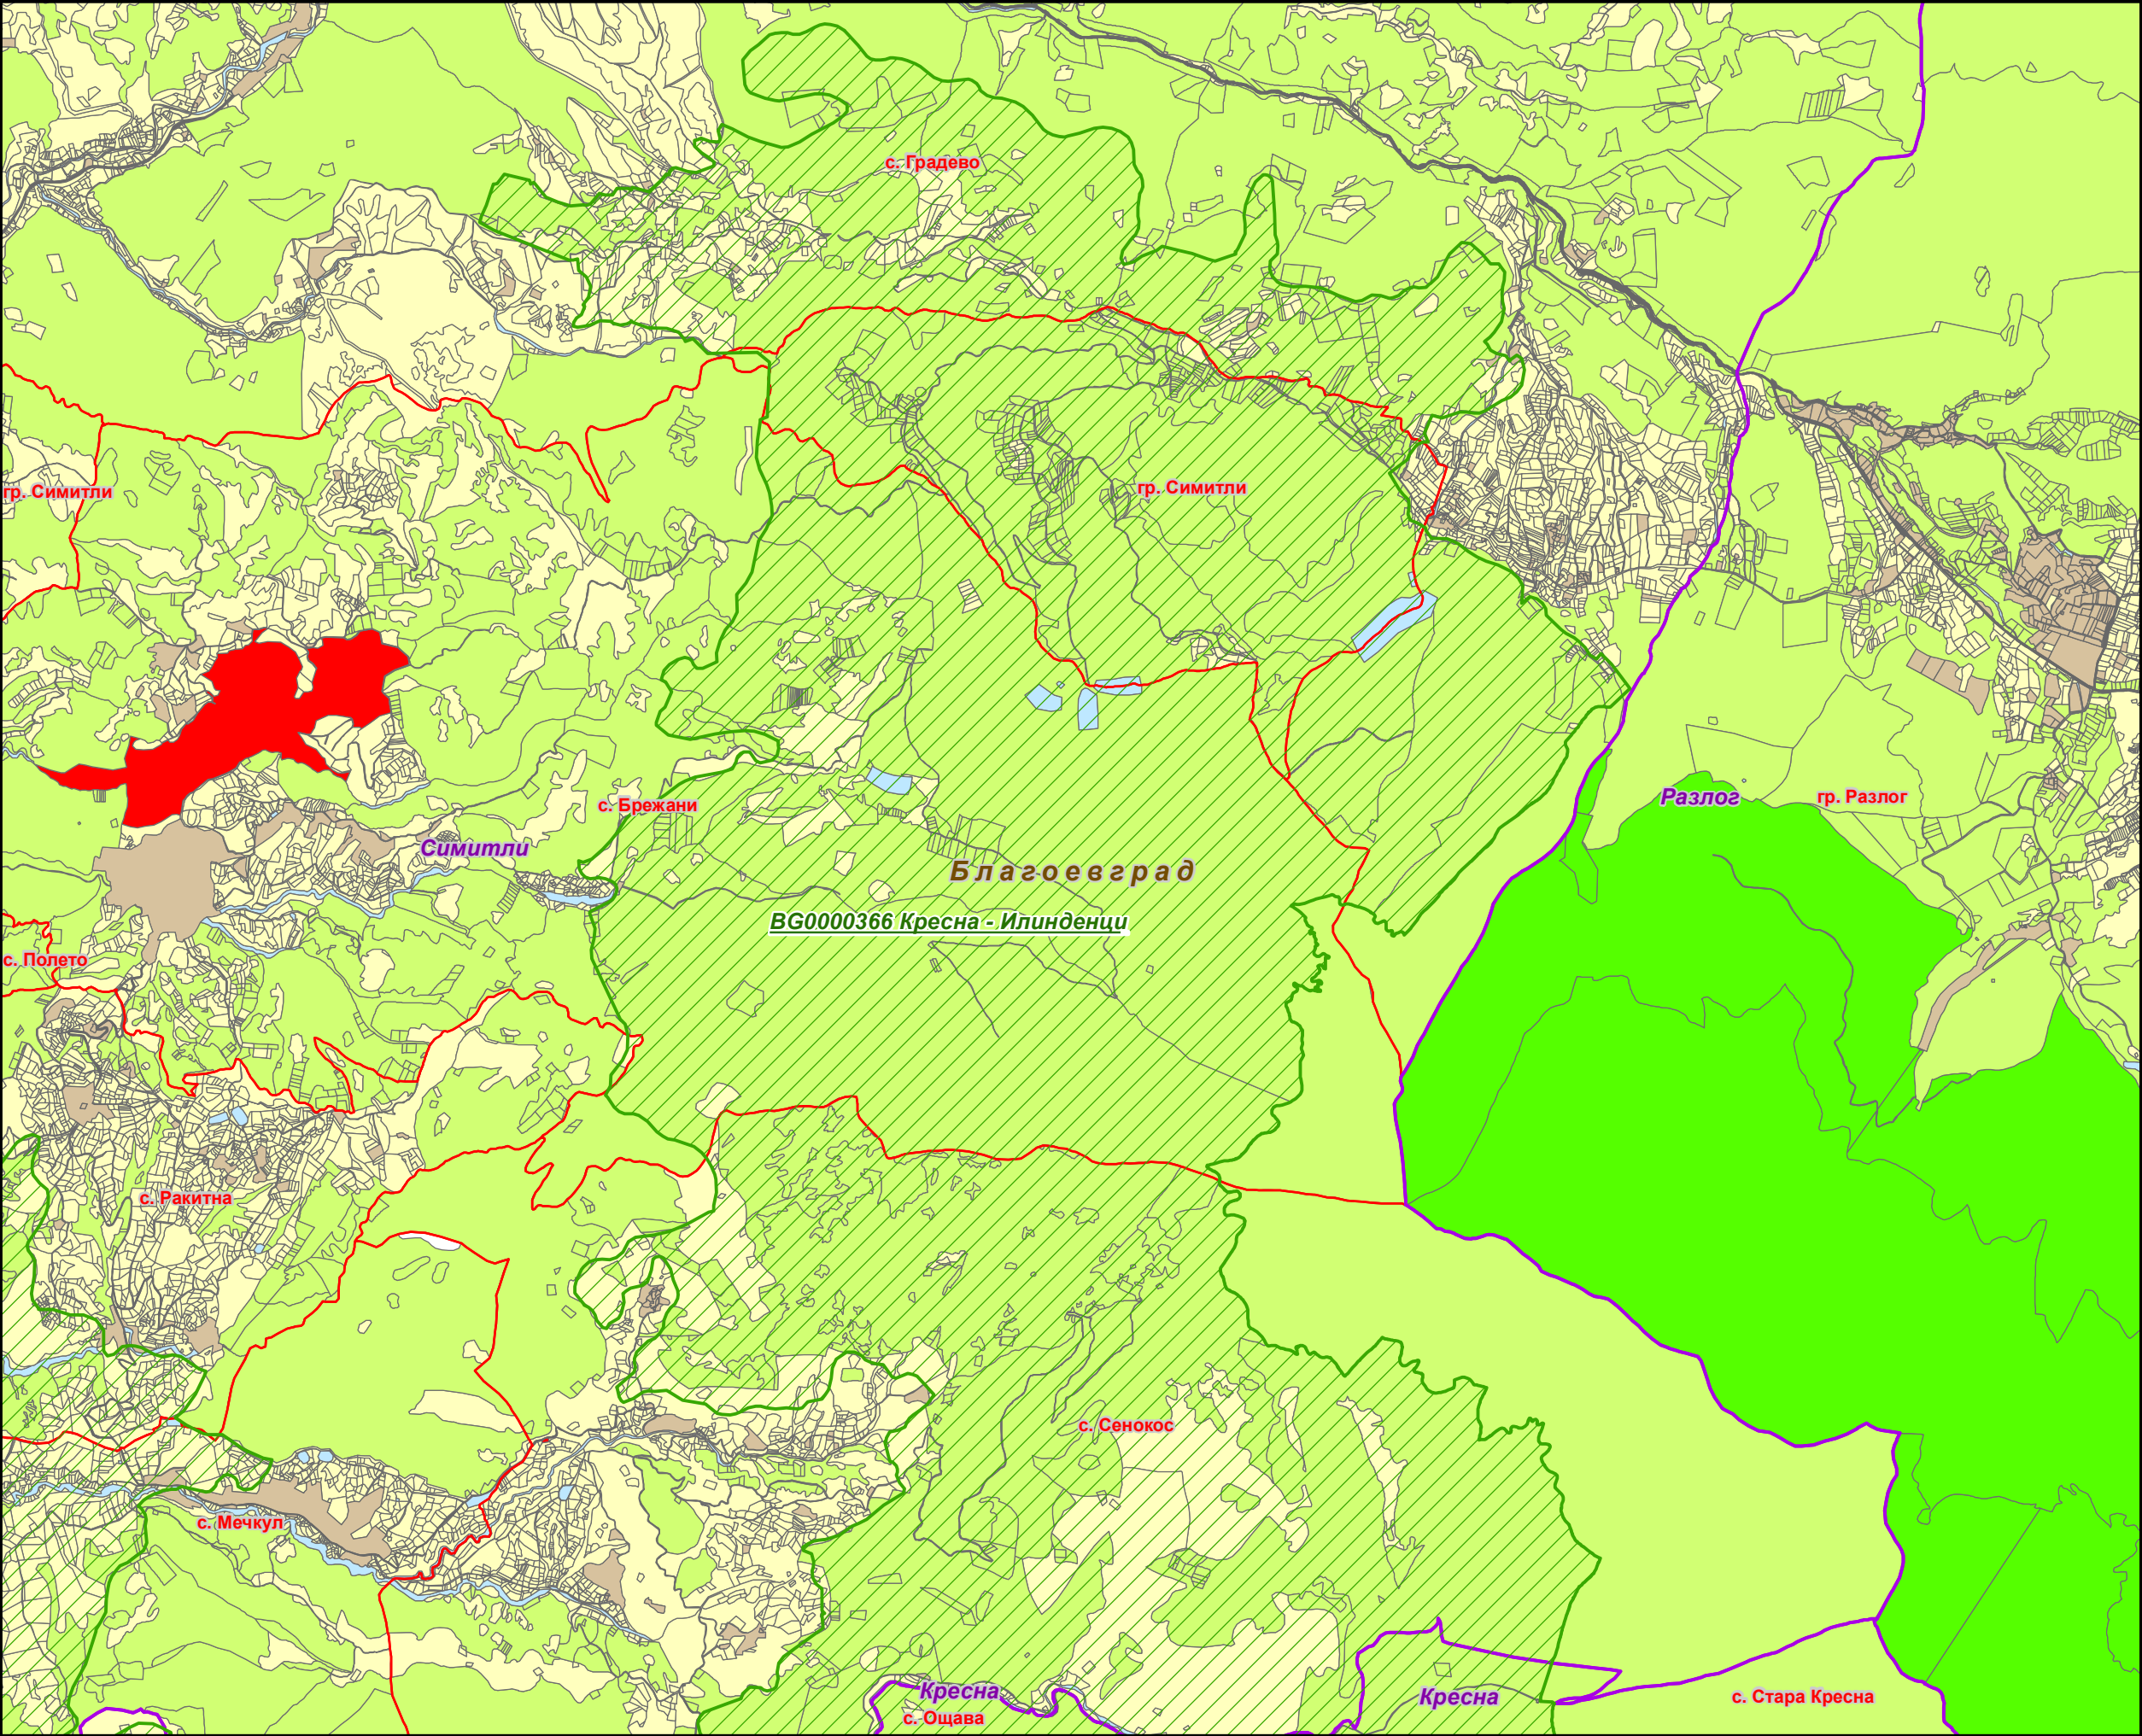 с. Градево
гр. Симитли
гр. Симитли
Разлог
гр. Разлог
с. Брежани
Симитли
Благоевград
BG0000366 Кресна - Илинденци
с. Полето
с. Ракитна
с. Сенокос
с. Мечкул
Кресна
Кресна
с. Стара Кресна
с. Ощава